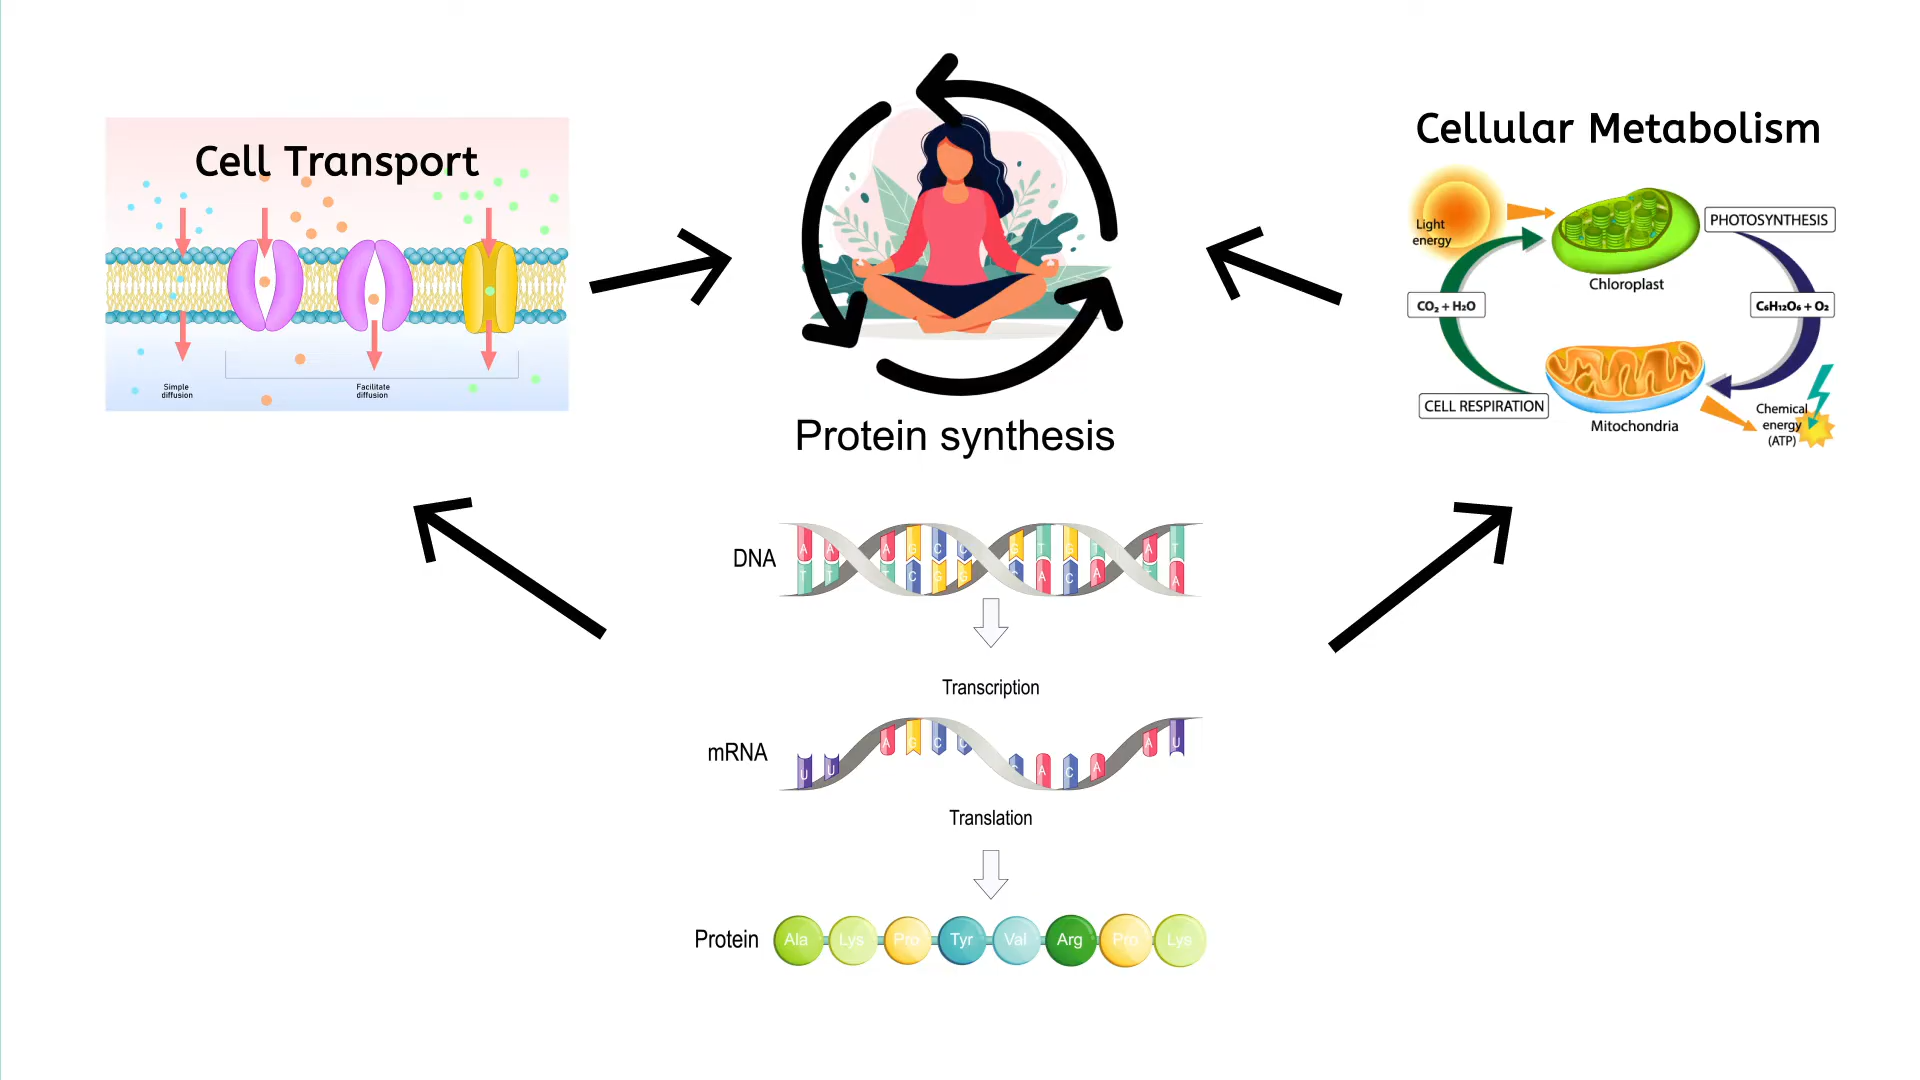 Cell Transport
Simple
diffusion
Facilitate
diffusion
Cellular Metabolism
Light
energy
PHOTOSYNTHESIS
Chloroplast
CO₂ + H₂O
C₆H₁₂O₆ + O₂
CELL RESPIRATION
Mitochondria
Chemical
energy
(ATP)
Protein synthesis
DNA
A A A G C C G T G T A T
T T T C G G C A C A T A
Transcription
mRNA
U U A G C C C A C A A U
Translation
Protein
Ala Lys Pro Tyr Val Arg Pro Lys